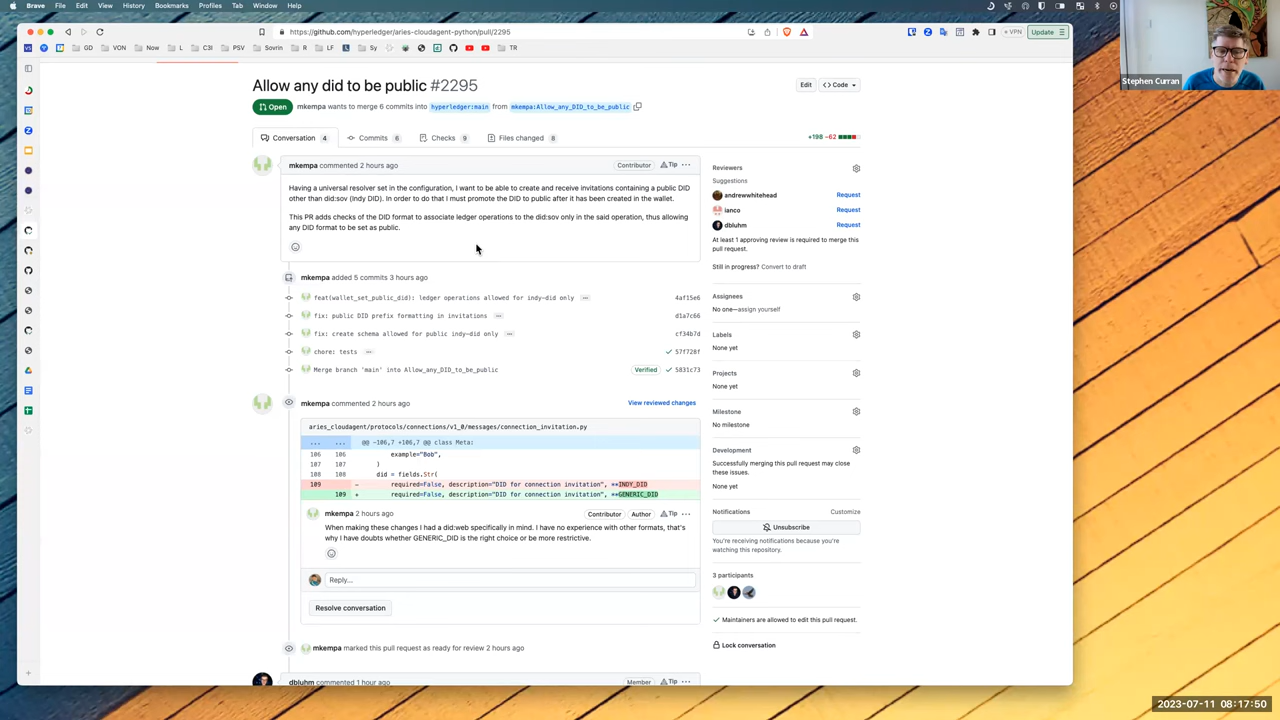 Brave File Edit View History Bookmarks Profiles Tab Window Help
https://github.com/hyperledger/aries-cloudagent-python/pull/2295
VPN
Update
GD VON Now L C3I PSV Sovrin R LF Sy TR
Stephen Curran
Allow any did to be public #2295
Edit
<> Code
Open
mkempa wants to merge 6 commits into hyperledger:main from mkempa:Allow_any_DID_to_be_public
Conversation 4
Commits 6
Checks 9
Files changed 8
+198 −62
mkempa commented 2 hours ago
Contributor
Tip
Having a universal resolver set in the configuration, I want to be able to create and receive invitations containing a public DID
other than did:sov (Indy DID). In order to do that I must promote the DID to public after it has been created in the wallet.
This PR adds checks of the DID format to associate ledger operations to the did:sov only in the said operation, thus allowing
any DID format to be set as public.
mkempa added 5 commits 3 hours ago
feat(wallet_set_public_did): ledger operations allowed for indy-did only ... 4af15e6
fix: public DID prefix formatting in invitations ... d1a7c66
fix: create schema allowed for public indy-did only ... cf34b7d
chore: tests ... 57f728f
Merge branch 'main' into Allow_any_DID_to_be_public Verified 5831c73
mkempa commented 2 hours ago
View reviewed changes
aries_cloudagent/protocols/connections/v1_0/messages/connection_invitation.py
... ... @@ -106,7 +106,7 @@ class Meta:
106 106 example="Bob",
107 107 )
108 108 did = fields.Str(
109 - required=False, description="DID for connection invitation", **INDY_DID
109 + required=False, description="DID for connection invitation", **GENERIC_DID
mkempa 2 hours ago
Contributor
Author
Tip
When making these changes I had a did:web specifically in mind. I have no experience with other formats, that's
why I have doubts whether GENERIC_DID is the right choice or be more restrictive.
Reply...
Resolve conversation
mkempa marked this pull request as ready for review 2 hours ago
dbluhm commented 1 hour ago
Member
Tip
Reviewers
Suggestions
andrewwhitehead Request
ianco Request
dbluhm Request
At least 1 approving review is required to merge this
pull request.
Still in progress? Convert to draft
Assignees
No one—assign yourself
Labels
None yet
Projects
None yet
Milestone
No milestone
Development
Successfully merging this pull request may close
these issues.
None yet
Notifications
Customize
Unsubscribe
You're receiving notifications because you're
watching this repository.
3 participants
Maintainers are allowed to edit this pull request.
Lock conversation
2023-07-11 08:17:50